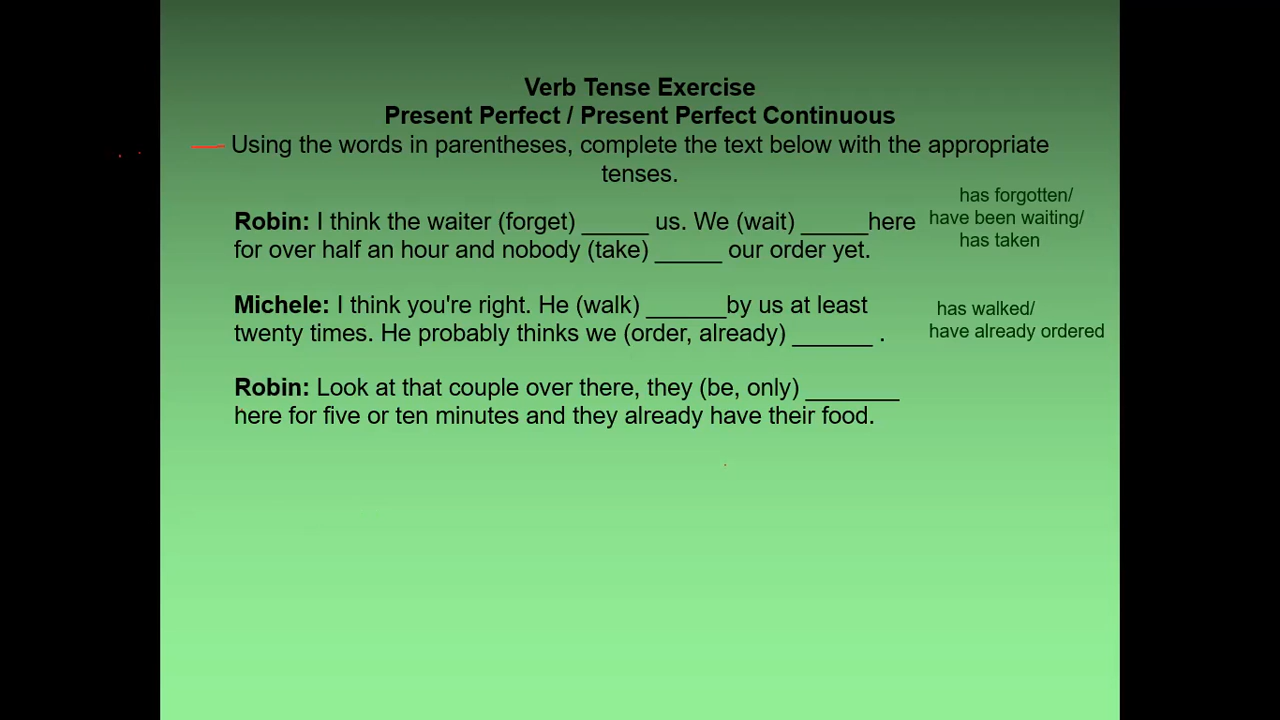 Verb Tense Exercise
Present Perfect / Present Perfect Continuous
Using the words in parentheses, complete the text below with the appropriate
tenses.
Robin: I think the waiter (forget) _____ us. We (wait) _____here
for over half an hour and nobody (take) _____ our order yet.
has forgotten/
have been waiting/
has taken
Michele: I think you're right. He (walk) ______by us at least
twenty times. He probably thinks we (order, already) ______ .
has walked/
have already ordered
Robin: Look at that couple over there, they (be, only) _______
here for five or ten minutes and they already have their food.